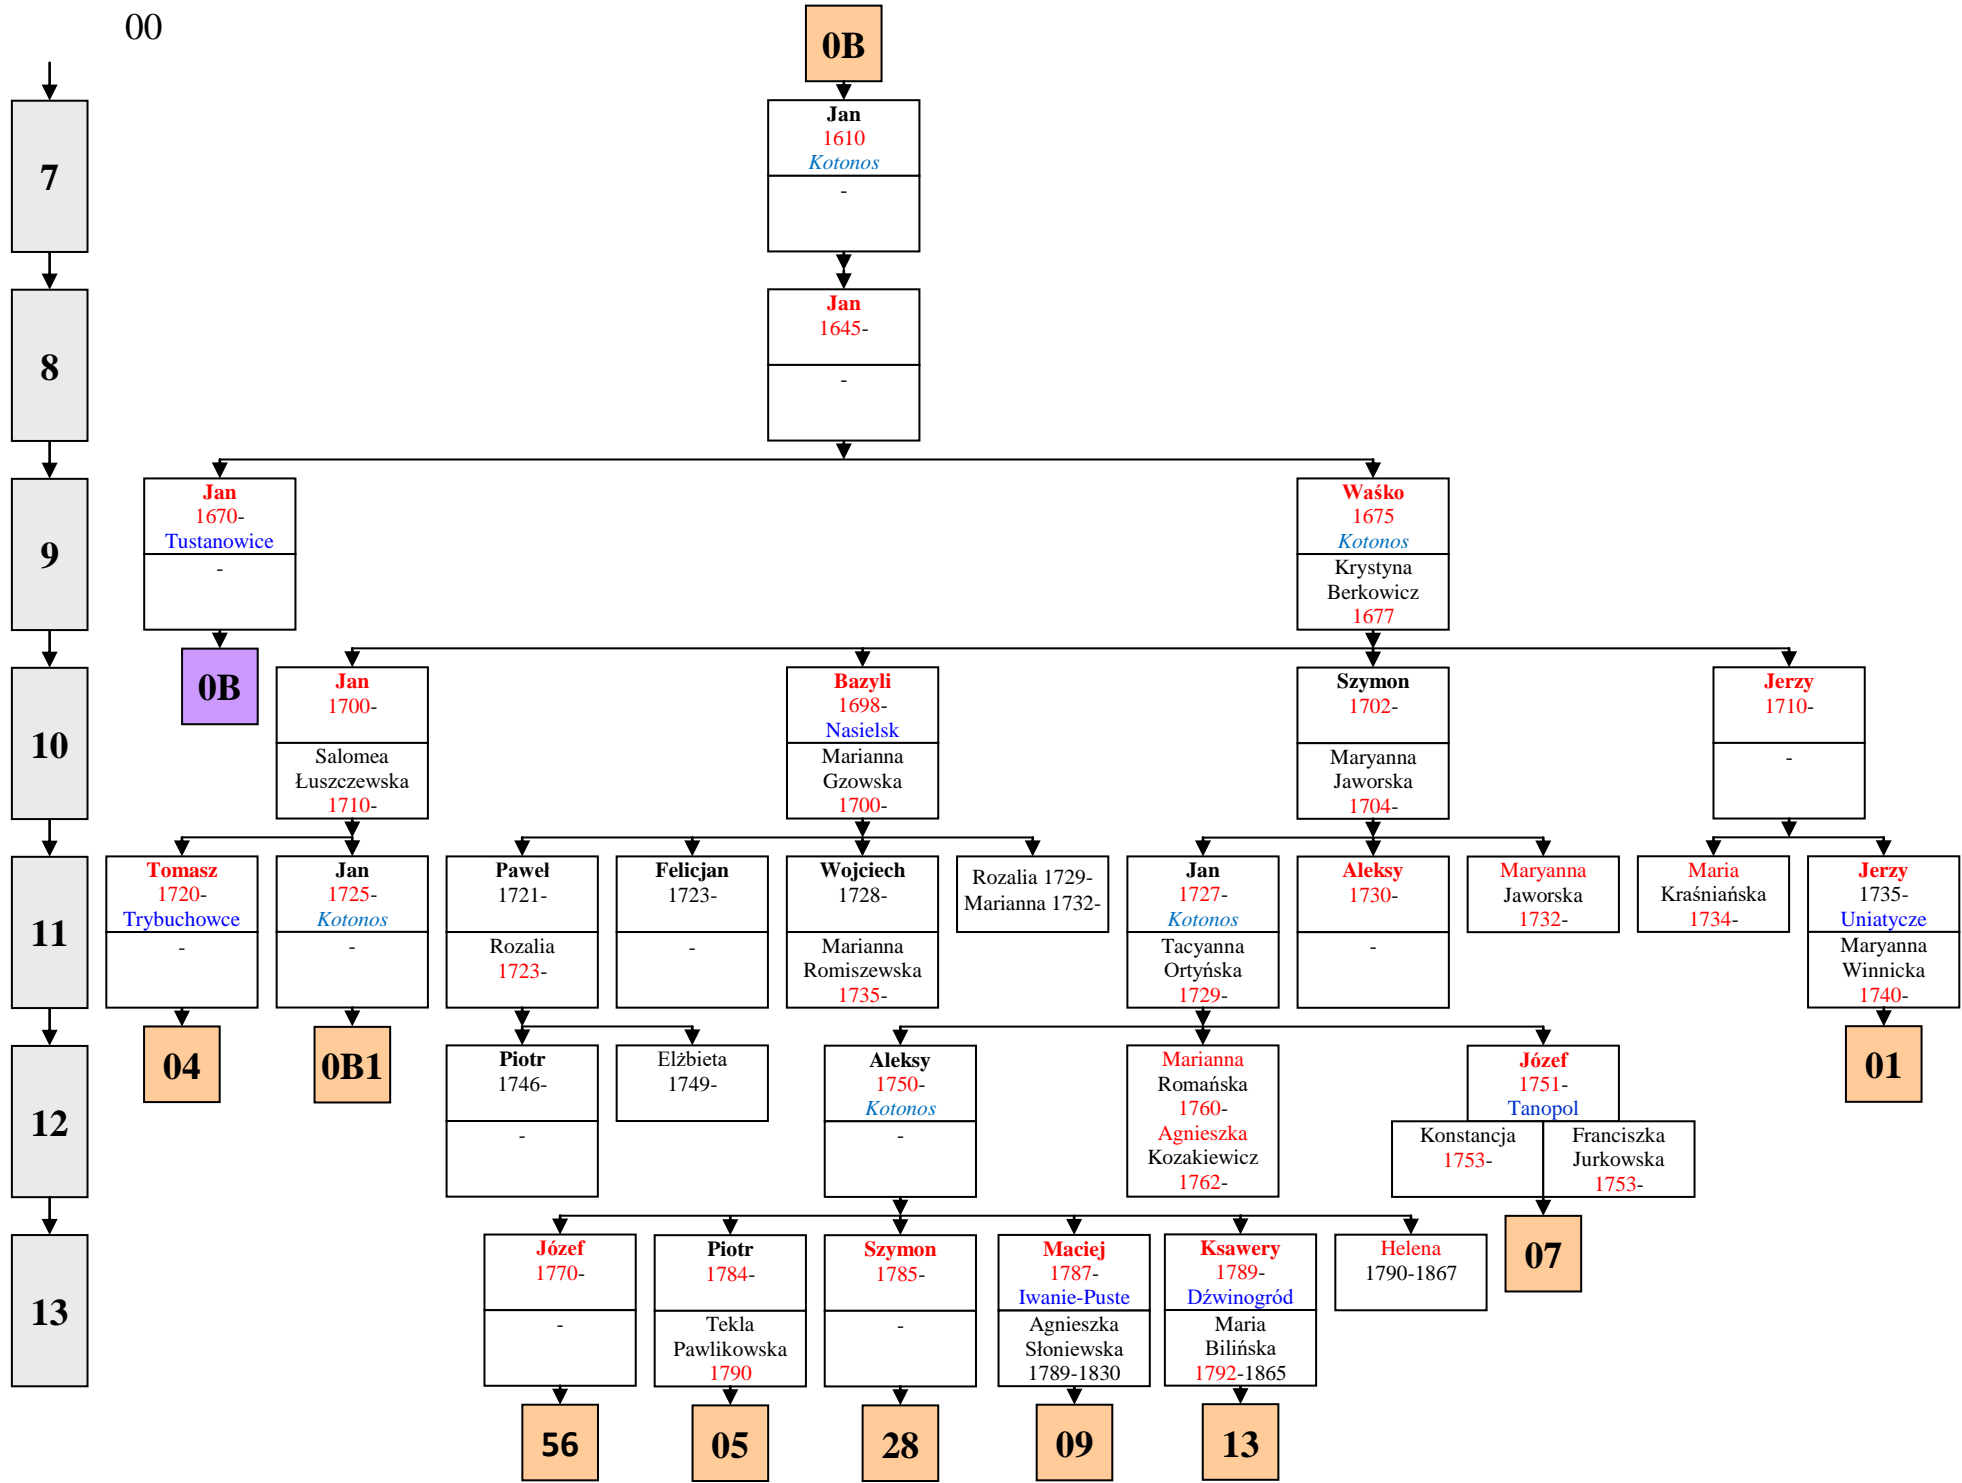 00
0B
7
Jan
1610
Kotonos
-
8
Jan
1645-
-
9
Jan
1670-
Tustanowice
-
Waśko
1675
Kotonos
Krystyna
Berkowicz
1677
10
0B
Jan
1700-
Salomea
Łuszczewska
1710-
Bazyli
1698-
Nasielsk
Marianna
Gzowska
1700-
Szymon
1702-
Maryanna
Jaworska
1704-
Jerzy
1710-
-
11
Tomasz
1720-
Trybuchowce
-
Jan
1725-
Kotonos
-
Paweł
1721-
Rozalia
1723-
Felicjan
1723-
-
Wojciech
1728-
Marianna
Romiszewska
1735-
Rozalia 1729-
Marianna 1732-
Jan
1727-
Kotonos
Tacyanna
Ortyńska
1729-
Aleksy
1730-
-
Maryanna
Jaworska
1732-
Maria
Kraśniańska
1734-
Jerzy
1735-
Uniatycze
Maryanna
Winnicka
1740-
12
04
0B1
Piotr
1746-
-
Elżbieta
1749-
Aleksy
1750-
Kotonos
-
Marianna
Romańska
1760-
Agnieszka
Kozakiewicz
1762-
Józef
1751-
Tanopol
Konstancja
1753-
Franciszka
Jurkowska
1753-
01
13
Józef
1770-
-
Piotr
1784-
Tekla
Pawlikowska
1790
Szymon
1785-
-
Maciej
1787-
Iwanie-Puste
Agnieszka
Słoniewska
1789-1830
Ksawery
1789-
Dźwinogród
Maria
Bilińska
1792-1865
Helena
1790-1867
07
56
05
28
09
13